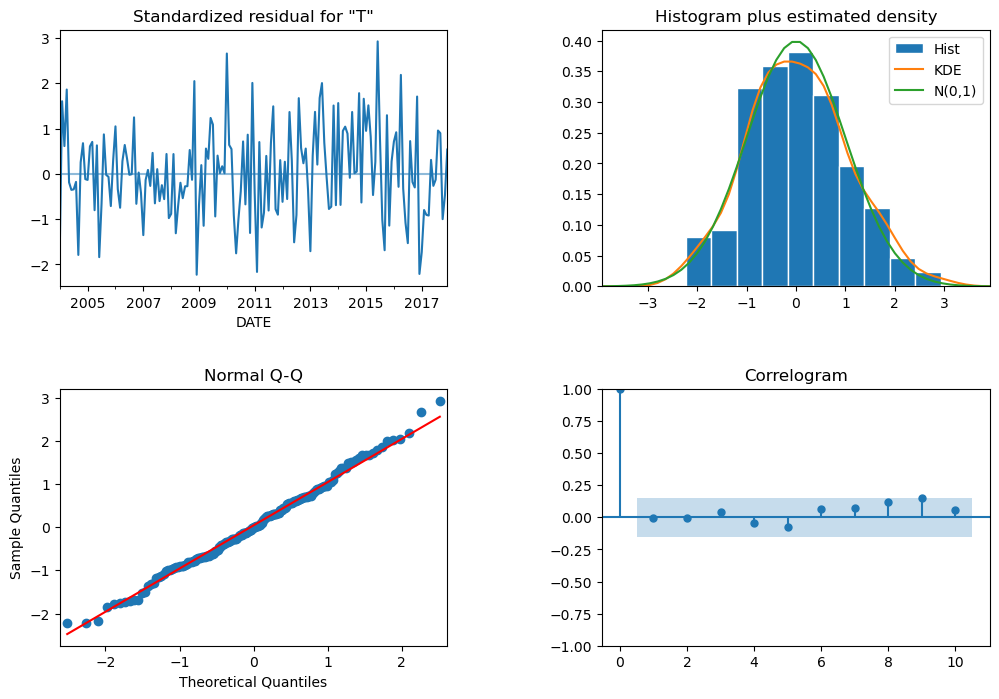 Standardized residual for "T"
3
2
1
0
−1
−2
2005 2007 2009 2011 2013 2015 2017
DATE
Histogram plus estimated density
0.40
0.35
0.30
0.25
0.20
0.15
0.10
0.05
0.00
−3 −2 −1 0 1 2 3
Hist
KDE
N(0,1)
Normal Q-Q
Sample Quantiles
3
2
1
0
−1
−2
−2 −1 0 1 2
Theoretical Quantiles
Correlogram
1.00
0.75
0.50
0.25
0.00
−0.25
−0.50
−0.75
−1.00
0 2 4 6 8 10